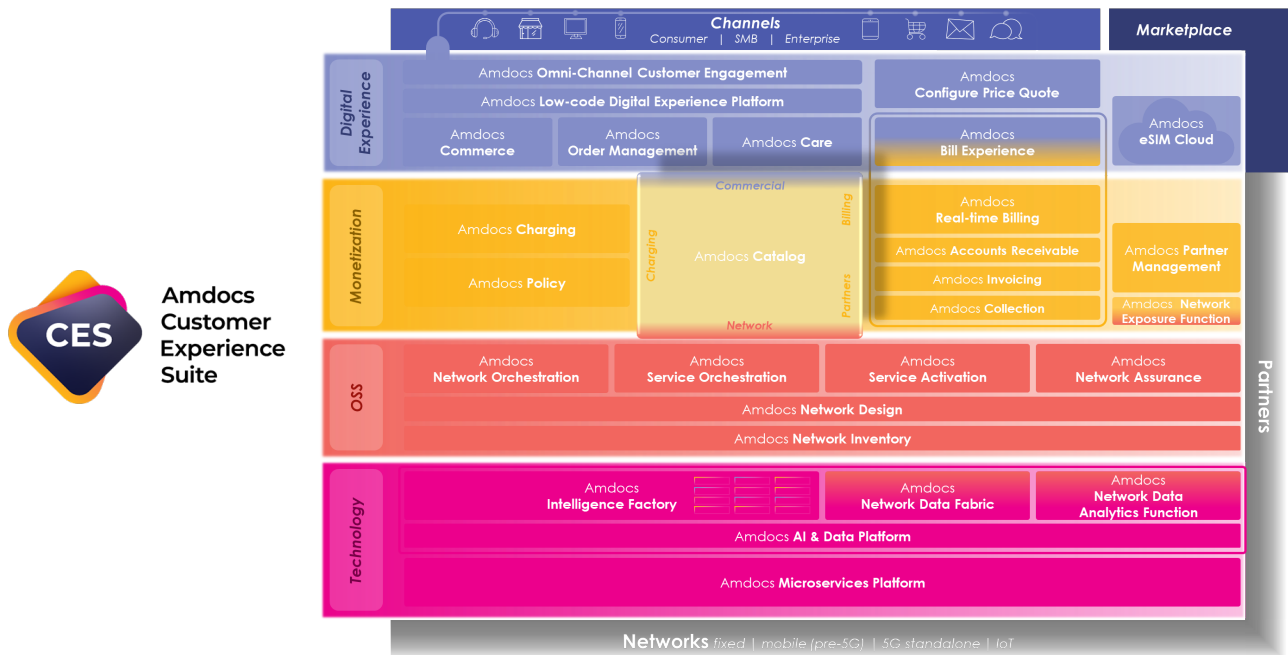 Channels
Consumer | SMB | Enterprise
Marketplace
Digital
Experience
Amdocs Omni-Channel Customer Engagement
Amdocs Low-code Digital Experience Platform
Amdocs
Commerce
Amdocs
Order Management
Amdocs Care
Amdocs
Configure Price Quote
Amdocs
Bill Experience
Amdocs
eSIM Cloud
Monetization
Amdocs Charging
Amdocs Policy
Commercial
Charging
Amdocs Catalog
Billing
Partners
Network
Amdocs
Real-time Billing
Amdocs Accounts Receivable
Amdocs Invoicing
Amdocs Collection
Amdocs Partner
Management
Amdocs Network
Exposure Function
CES
Amdocs
Customer
Experience
Suite
OSS
Amdocs
Network Orchestration
Amdocs
Service Orchestration
Amdocs
Service Activation
Amdocs
Network Assurance
Amdocs Network Design
Amdocs Network Inventory
Partners
Technology
Amdocs
Intelligence Factory
Amdocs
Network Data Fabric
Amdocs
Network Data
Analytics Function
Amdocs AI & Data Platform
Amdocs Microservices Platform
Networks fixed | mobile (pre-5G) | 5G standalone | IoT